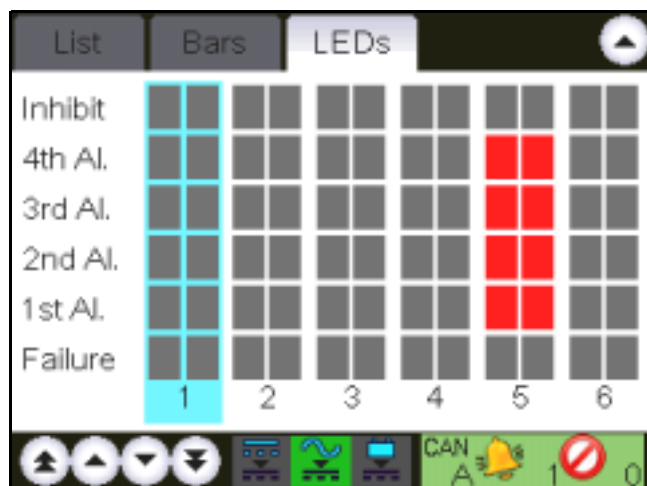 List Bars LEDs
Inhibit
4th Al.
3rd Al.
2nd Al.
1st Al.
Failure
1 2 3 4 5 6
CAN
A 1 0